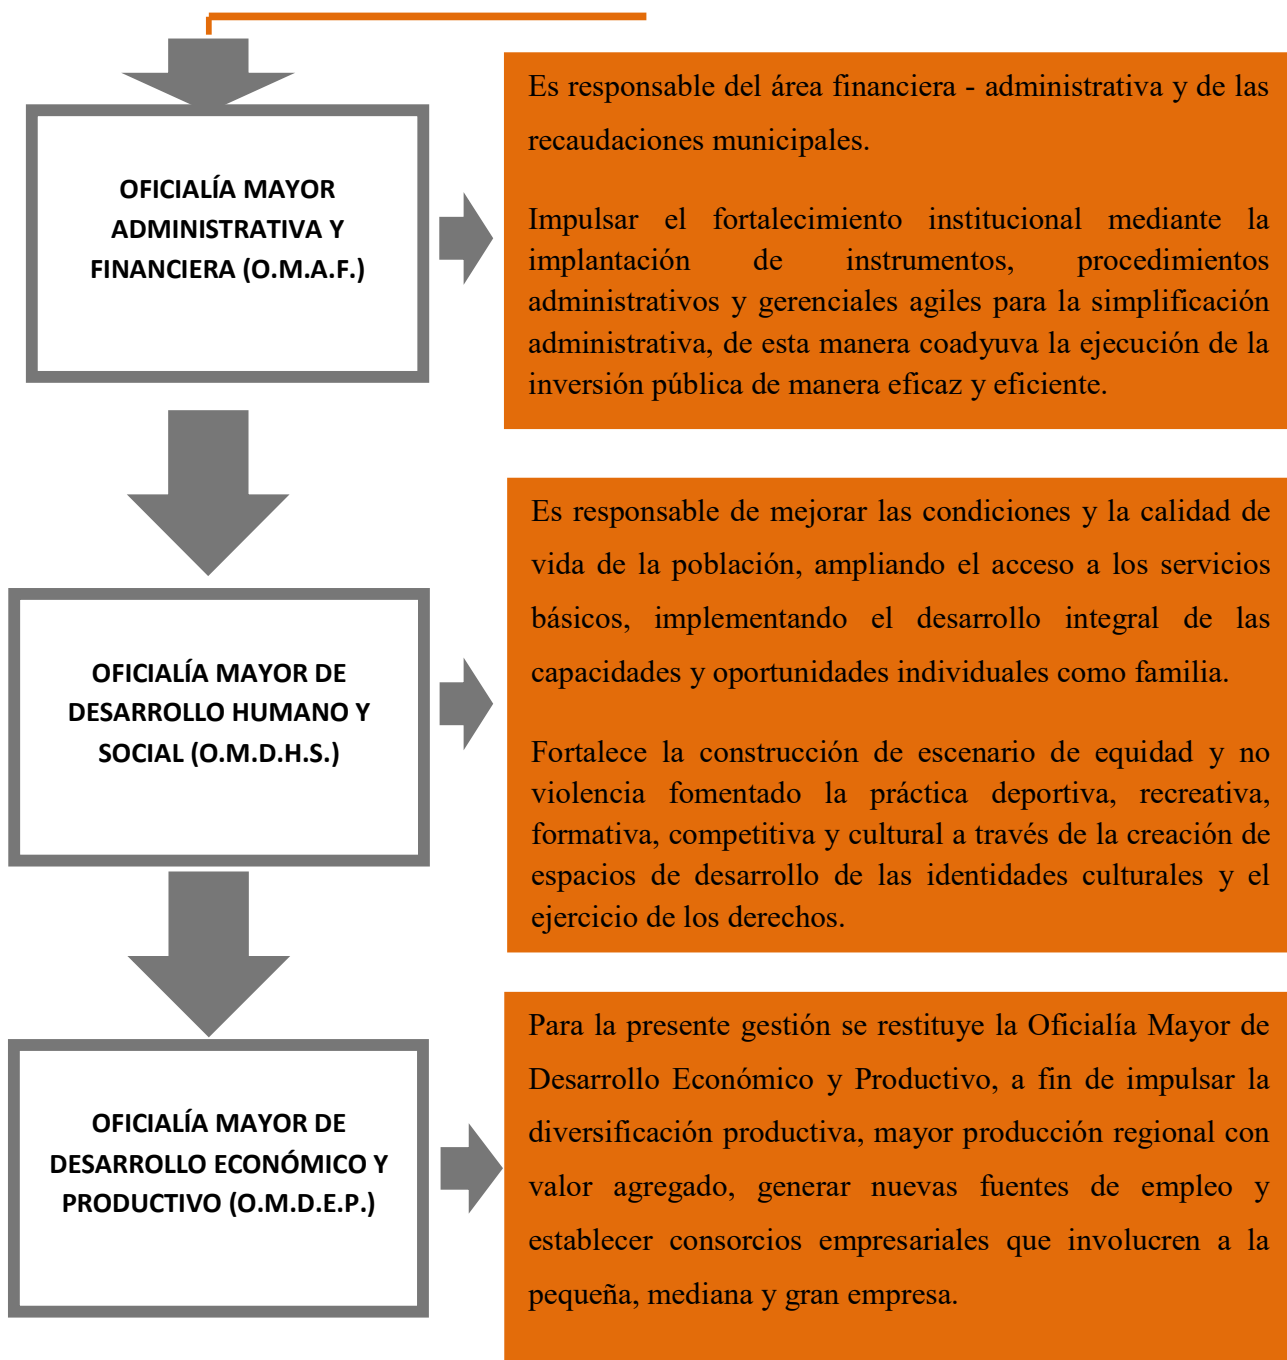 OFICIALÍA MAYOR
ADMINISTRATIVA Y
FINANCIERA (O.M.A.F.)
Es responsable del área financiera - administrativa y de las
recaudaciones municipales.
Impulsar el fortalecimiento institucional mediante la
implantación de instrumentos, procedimientos
administrativos y gerenciales agiles para la simplificación
administrativa, de esta manera coadyuva la ejecución de la
inversión pública de manera eficaz y eficiente.
OFICIALÍA MAYOR DE
DESARROLLO HUMANO Y
SOCIAL (O.M.D.H.S.)
Es responsable de mejorar las condiciones y la calidad de
vida de la población, ampliando el acceso a los servicios
básicos, implementando el desarrollo integral de las
capacidades y oportunidades individuales como familia.
Fortalece la construcción de escenario de equidad y no
violencia fomentado la práctica deportiva, recreativa,
formativa, competitiva y cultural a través de la creación de
espacios de desarrollo de las identidades culturales y el
ejercicio de los derechos.
OFICIALÍA MAYOR DE
DESARROLLO ECONÓMICO Y
PRODUCTIVO (O.M.D.E.P.)
Para la presente gestión se restituye la Oficialía Mayor de
Desarrollo Económico y Productivo, a fin de impulsar la
diversificación productiva, mayor producción regional con
valor agregado, generar nuevas fuentes de empleo y
establecer consorcios empresariales que involucren a la
pequeña, mediana y gran empresa.